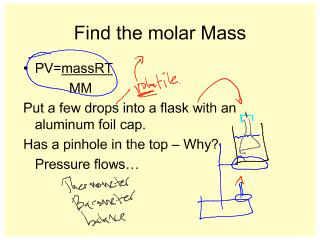 Find the molar Mass
• PV=massRT
MM
volatile
Put a few drops into a flask with an
aluminum foil cap.
Has a pinhole in the top – Why?
Pressure flows…
Thermometer
Barometer
balance